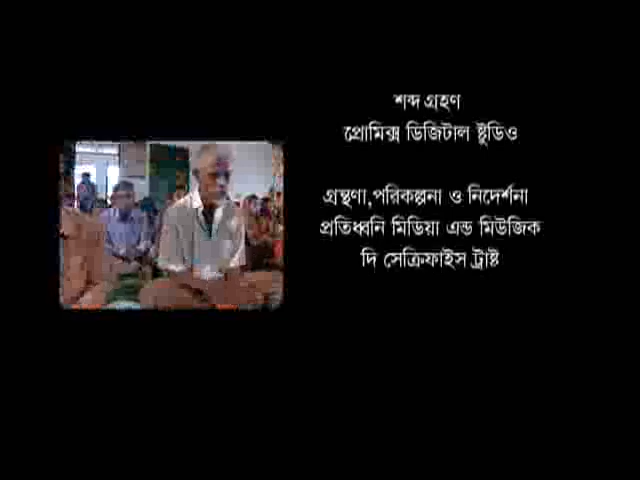 শব্দ গ্রহণ
প্রোমিক্স ডিজিটাল ষ্টুডিও
গ্রন্থণা,পরিকল্পনা ও নিদের্শনা
প্রতিধ্বনি মিডিয়া এন্ড মিউজিক
দি সেক্রিফাইস ট্রাষ্ট